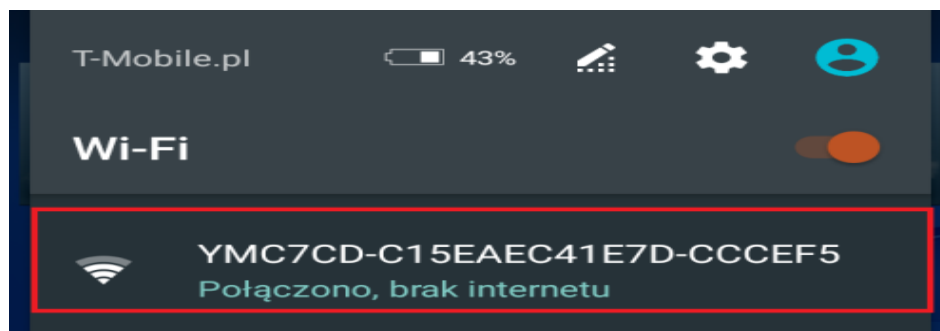 T-Mobile.pl 43%
Wi-Fi
YMC7CD-C15EAEC41E7D-CCCEF5
Połączono, brak internetu